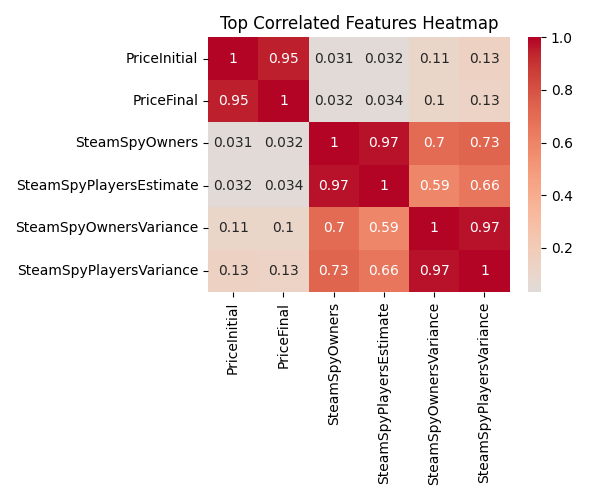 Top Correlated Features Heatmap
PriceInitial 1 0.95 0.031 0.032 0.11 0.13
PriceFinal 0.95 1 0.032 0.034 0.1 0.13
SteamSpyOwners 0.031 0.032 1 0.97 0.7 0.73
SteamSpyPlayersEstimate 0.032 0.034 0.97 1 0.59 0.66
SteamSpyOwnersVariance 0.11 0.1 0.7 0.59 1 0.97
SteamSpyPlayersVariance 0.13 0.13 0.73 0.66 0.97 1
PriceInitial
PriceFinal
SteamSpyOwners
SteamSpyPlayersEstimate
SteamSpyOwnersVariance
SteamSpyPlayersVariance
1.0
0.8
0.6
0.4
0.2